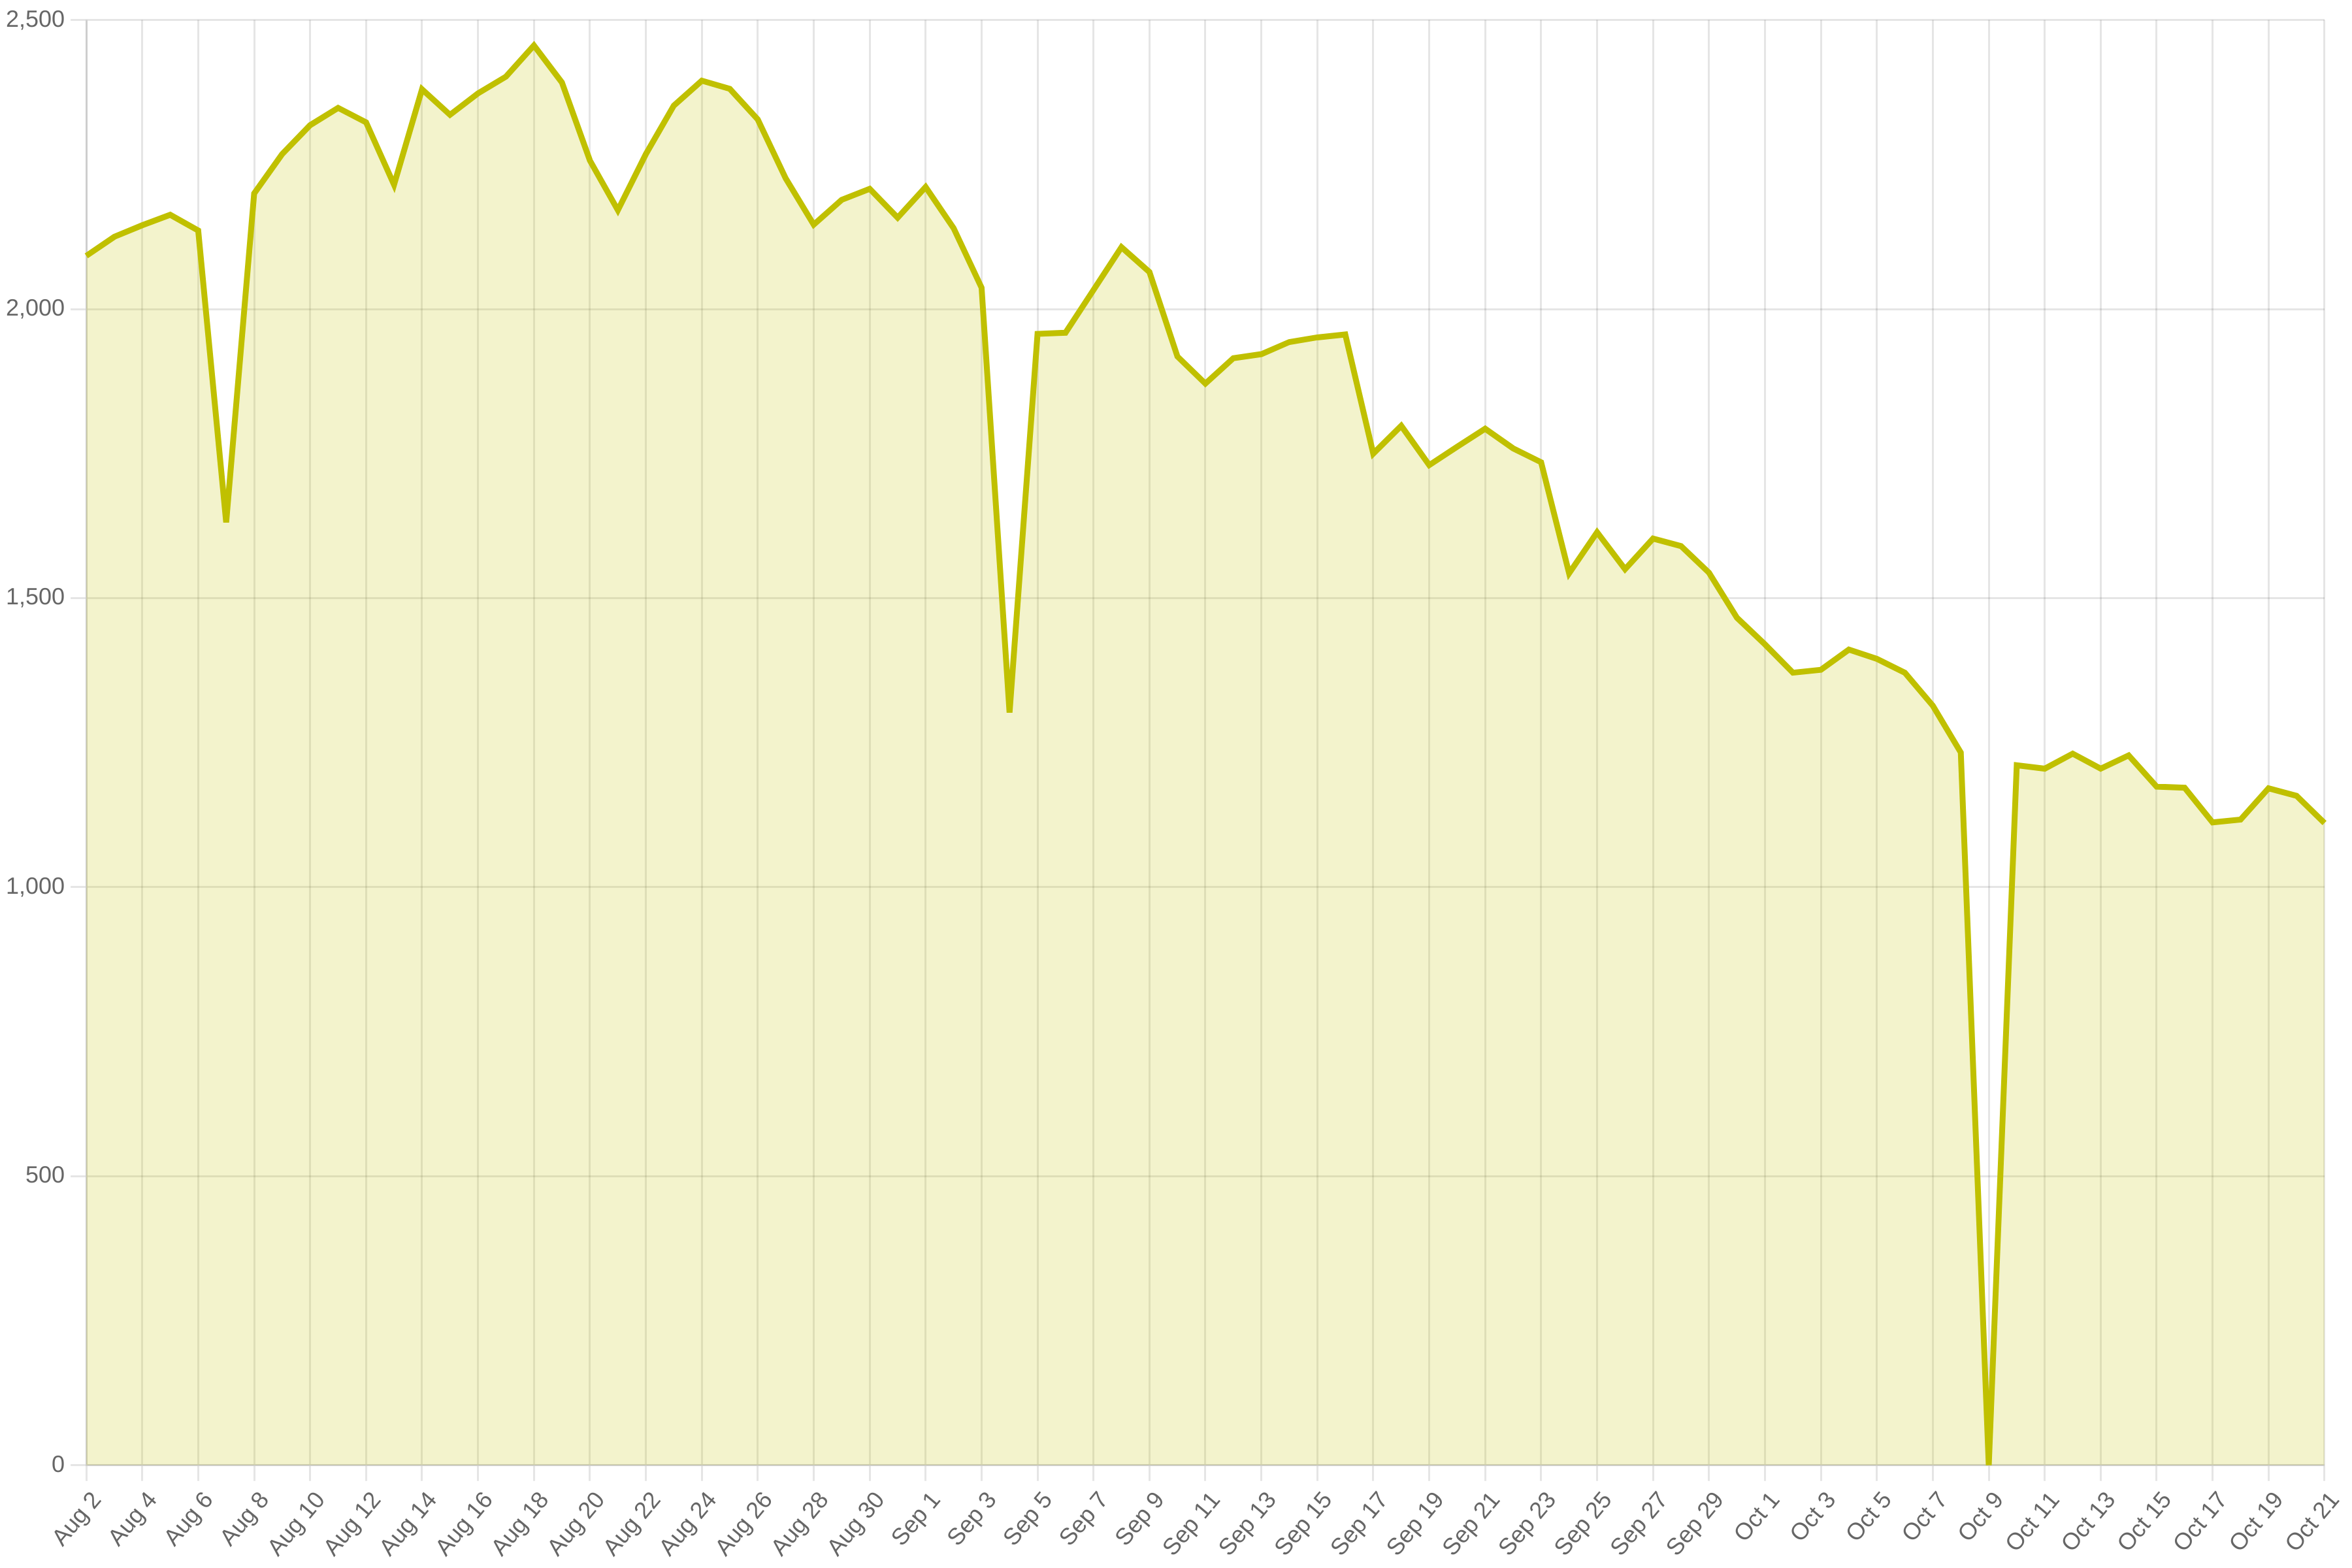 2,500
2,000
1,500
1,000
500
0
Aug 2
Aug 4
Aug 6
Aug 8
Aug 10
Aug 12
Aug 14
Aug 16
Aug 18
Aug 20
Aug 22
Aug 24
Aug 26
Aug 28
Aug 30
Sep 1
Sep 3
Sep 5
Sep 7
Sep 9
Sep 11
Sep 13
Sep 15
Sep 17
Sep 19
Sep 21
Sep 23
Sep 25
Sep 27
Sep 29
Oct 1
Oct 3
Oct 5
Oct 7
Oct 9
Oct 11
Oct 13
Oct 15
Oct 17
Oct 19
Oct 21